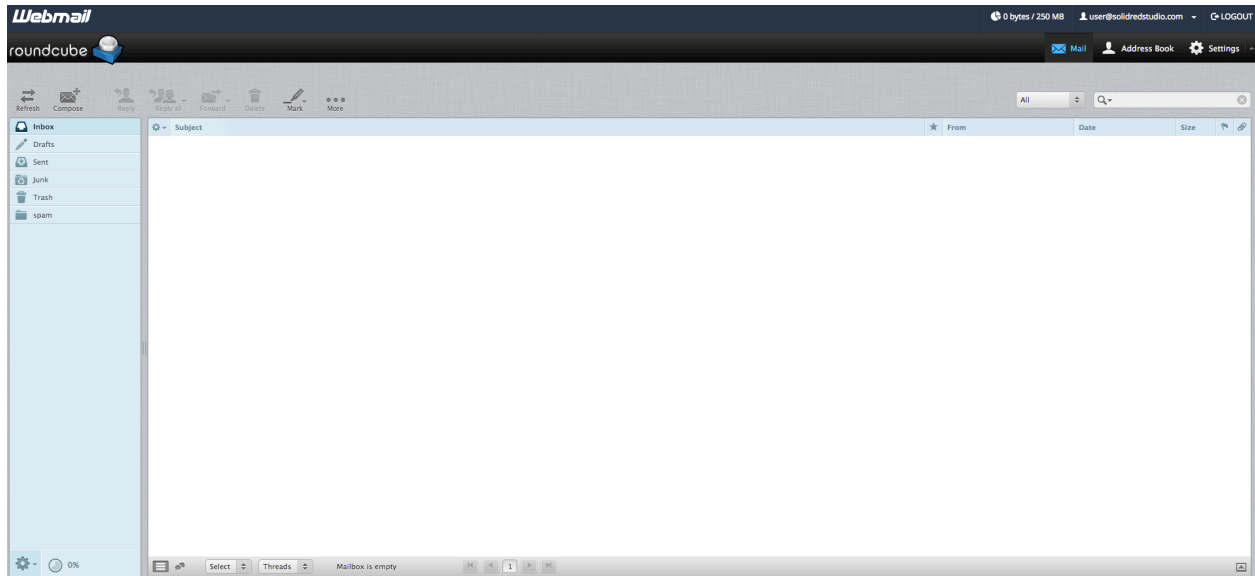 Webmail
0 bytes / 250 MB user@solidredstudio.com LOGOUT
roundcube
Mail Address Book Settings
Refresh Compose Reply Reply all Forward Delete Mark More
All
Inbox
Subject From Date Size
Drafts
Sent
Junk
Trash
spam
0%
Select Threads Mailbox is empty 1